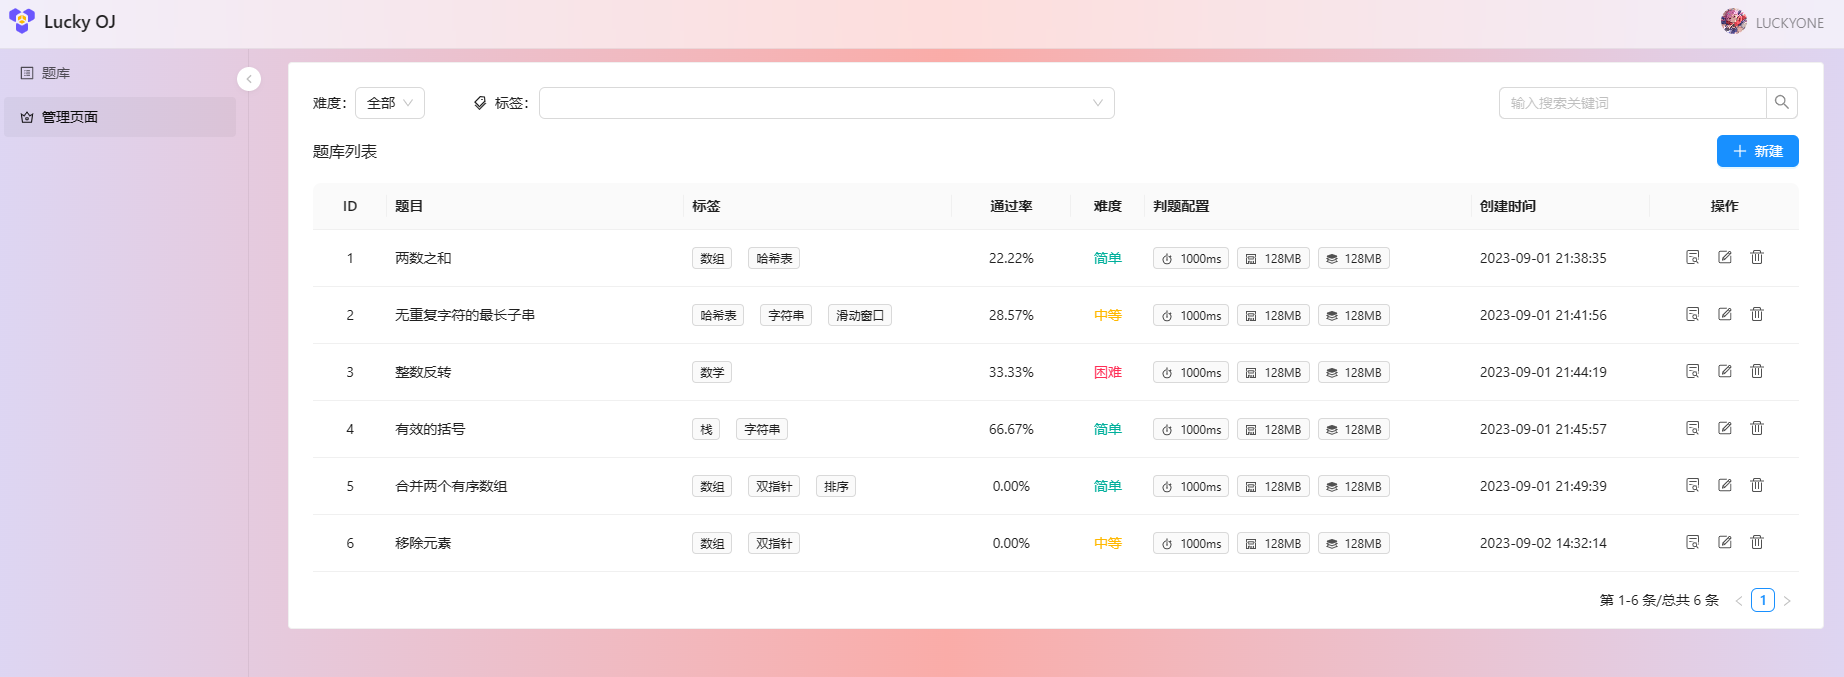 Lucky OJ
LUCKYONE
题库
管理页面
难度: 全部 标签: 输入搜索关键词
题库列表 新建
ID 题目 标签 通过率 难度 判题配置 创建时间 操作
1 两数之和 数组 哈希表 22.22% 简单 1000ms 128MB 128MB 2023-09-01 21:38:35
2 无重复字符的最长子串 哈希表 字符串 滑动窗口 28.57% 中等 1000ms 128MB 128MB 2023-09-01 21:41:56
3 整数反转 数学 33.33% 困难 1000ms 128MB 128MB 2023-09-01 21:44:19
4 有效的括号 栈 字符串 66.67% 简单 1000ms 128MB 128MB 2023-09-01 21:45:57
5 合并两个有序数组 数组 双指针 排序 0.00% 简单 1000ms 128MB 128MB 2023-09-01 21:49:39
6 移除元素 数组 双指针 0.00% 中等 1000ms 128MB 128MB 2023-09-02 14:32:14
第 1-6 条/总共 6 条 < 1 >